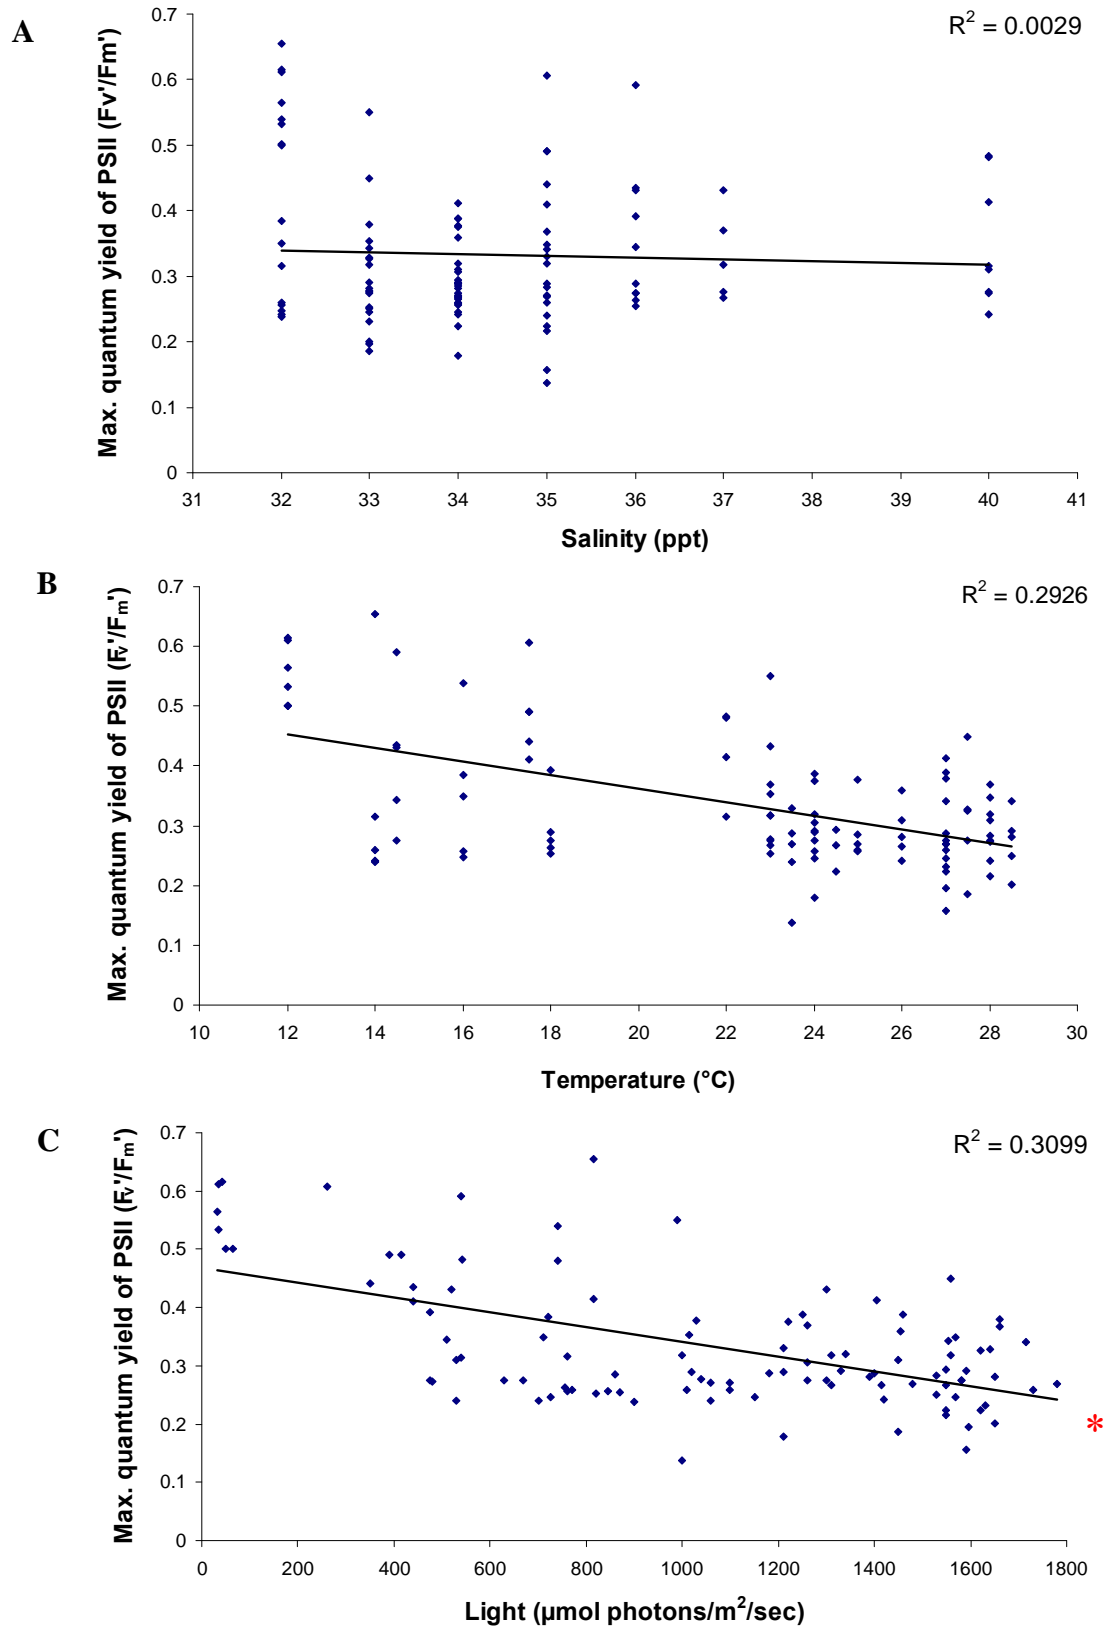 A
R² = 0.0029
Max. quantum yield of PSII (Fv'/Fm')
0.7
0.6
0.5
0.4
0.3
0.2
0.1
0
31 32 33 34 35 36 37 38 39 40 41
Salinity (ppt)
B
R² = 0.2926
Max. quantum yield of PSII (Fv'/Fm')
0.7
0.6
0.5
0.4
0.3
0.2
0.1
0
10 12 14 16 18 20 22 24 26 28 30
Temperature (°C)
C
R² = 0.3099
Max. quantum yield of PSII (Fv'/Fm')
0.7
0.6
0.5
0.4
0.3
0.2
0.1
0
*
0 200 400 600 800 1000 1200 1400 1600 1800
Light (µmol photons/m²/sec)